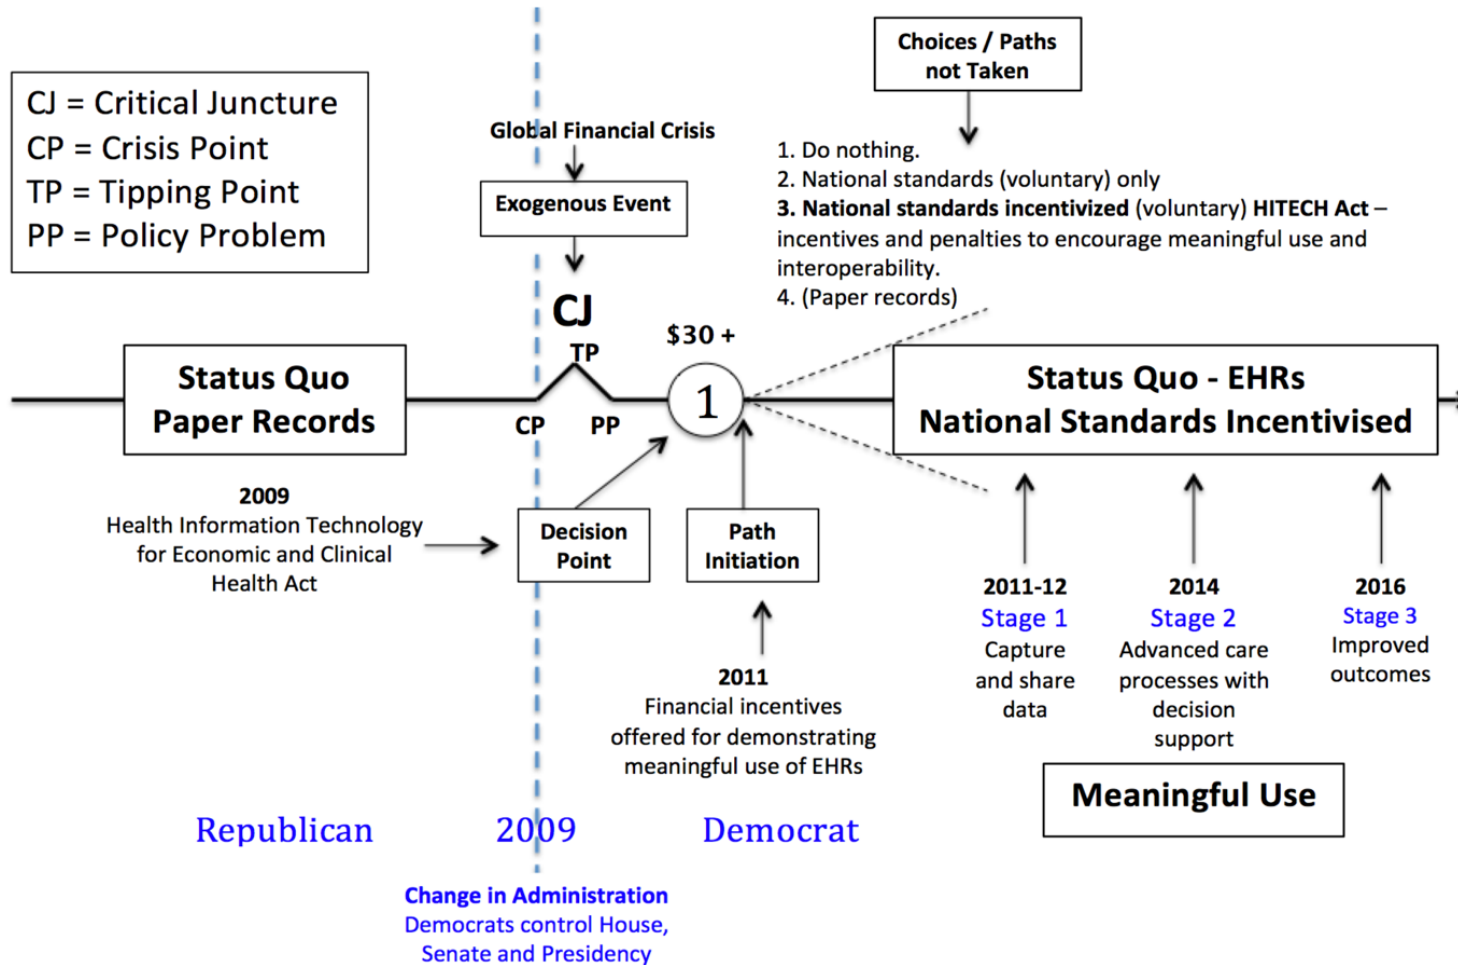 Choices / Paths
not Taken
CJ = Critical Juncture
CP = Crisis Point
TP = Tipping Point
PP = Policy Problem
Global Financial Crisis
Exogenous Event
1. Do nothing.
2. National standards (voluntary) only
3. National standards incentivized (voluntary) HITECH Act –
incentives and penalties to encourage meaningful use and
interoperability.
4. (Paper records)
CJ
TP
CP
PP
$30 +
1
Status Quo
Paper Records
Status Quo - EHRs
National Standards Incentivised
2009
Health Information Technology
for Economic and Clinical
Health Act
Decision
Point
Path
Initiation
2011
Financial incentives
offered for demonstrating
meaningful use of EHRs
2011-12
Stage 1
Capture
and share
data
2014
Stage 2
Advanced care
processes with
decision
support
2016
Stage 3
Improved
outcomes
Meaningful Use
Republican
2009
Democrat
Change in Administration
Democrats control House,
Senate and Presidency